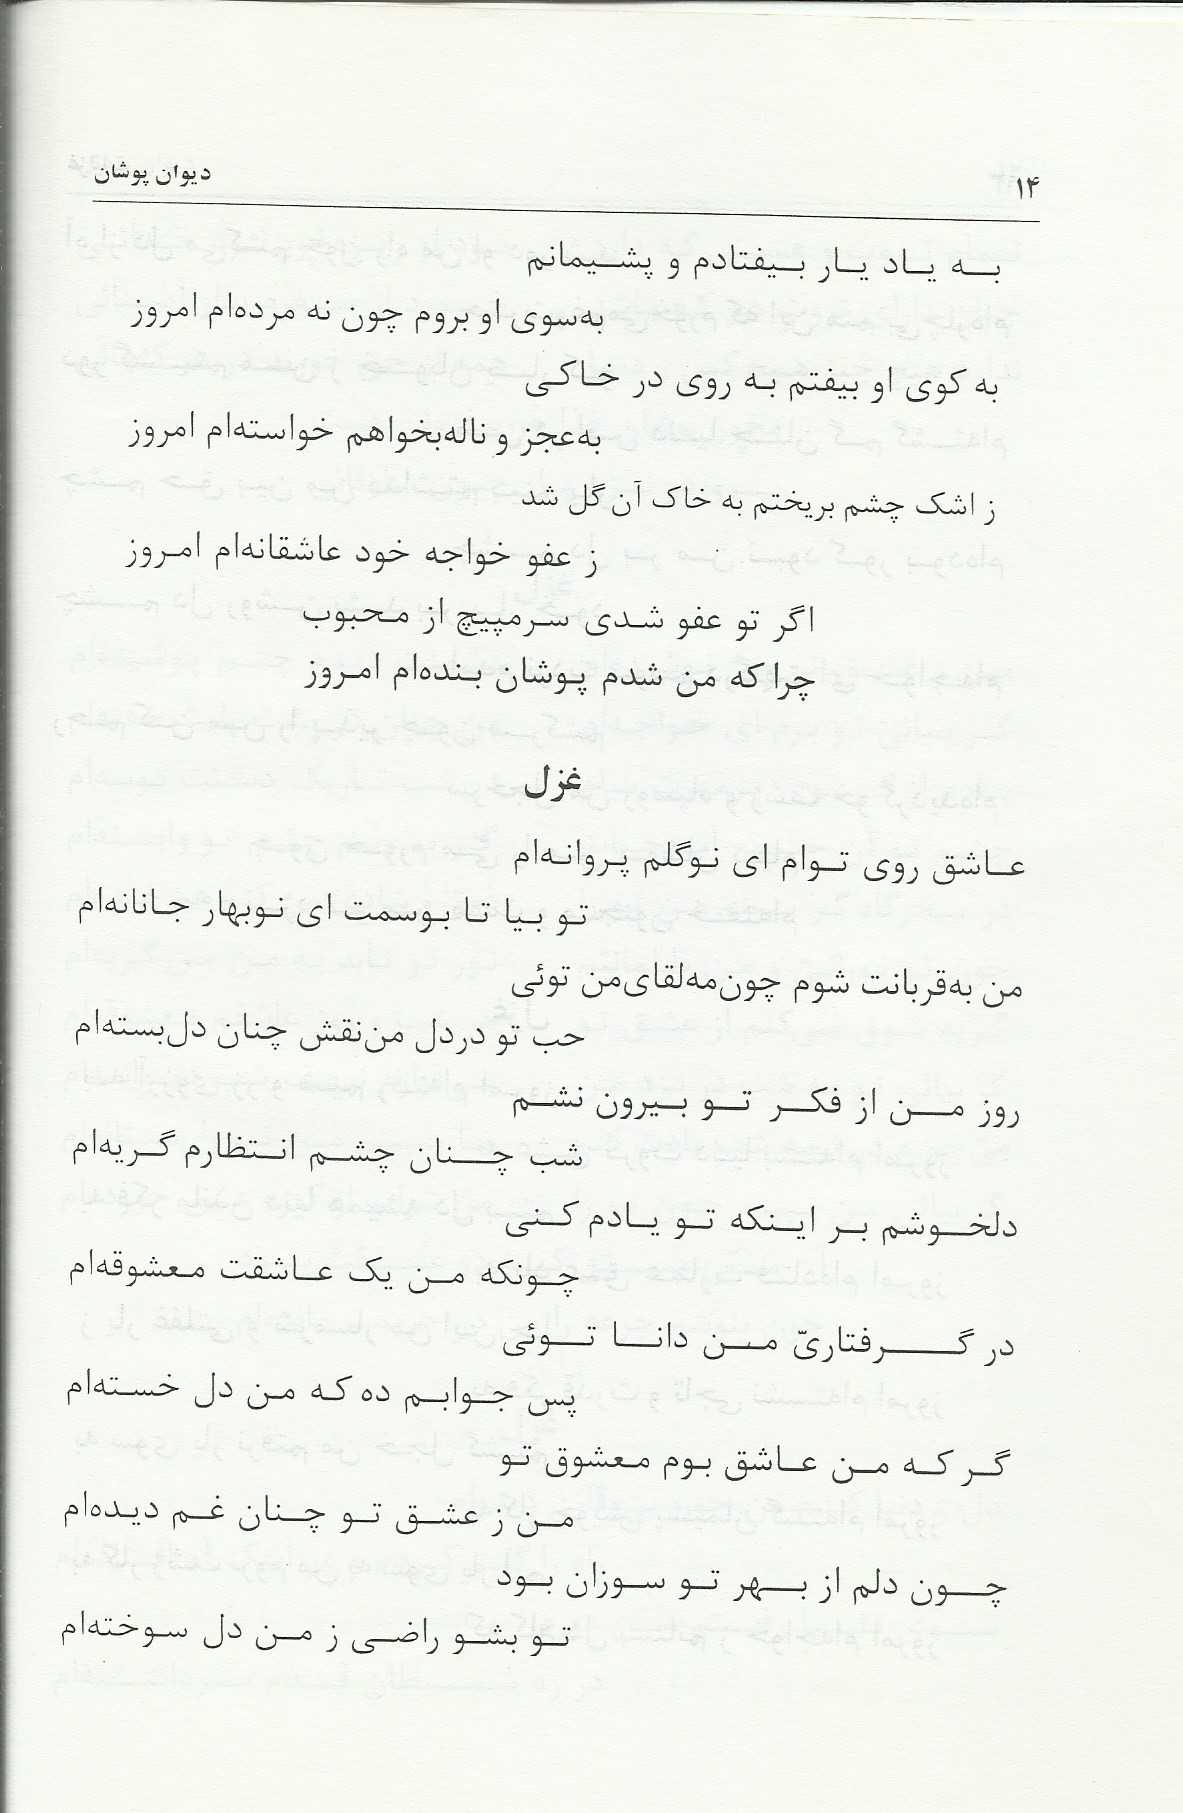 ۱۴
دیوان پوشان
به یاد یار بیفتادم و پشیمانم
به‌سوی او بروم چون نه مرده‌ام امروز
به کوی او بیفتم به روی در خاکی
به‌عجز و ناله‌بخواهم خواسته‌ام امروز
ز اشک چشم بریختم به خاک آن گل شد
ز عفو خواجه خود عاشقانه‌ام امروز
اگر تو عفو شدی سرمپیچ از محبوب
چرا که من شدم پوشان بنده‌ام امروز
غزل
عاشق روی توام ای نوگلم پروانه‌ام
تو بیا تا بوسمت ای نوبهار جانانه‌ام
من به‌قربانت شوم چون‌مه‌لقای‌من توئی
حب تو دردل من‌نقش چنان دل‌بسته‌ام
روز من از فکر تو بیرون نشم
شب چنان چشم انتظارم گریه‌ام
دلخوشم بر اینکه تو یادم کنی
چونکه من یک عاشقت معشوقه‌ام
در گرفتاریّ من دانا توئی
پس جوابم ده که من دل خسته‌ام
گر که من عاشق بوم معشوق تو
من ز عشق تو چنان غم دیده‌ام
چون دلم از بهر تو سوزان بود
تو بشو راضی ز من دل سوخته‌ام